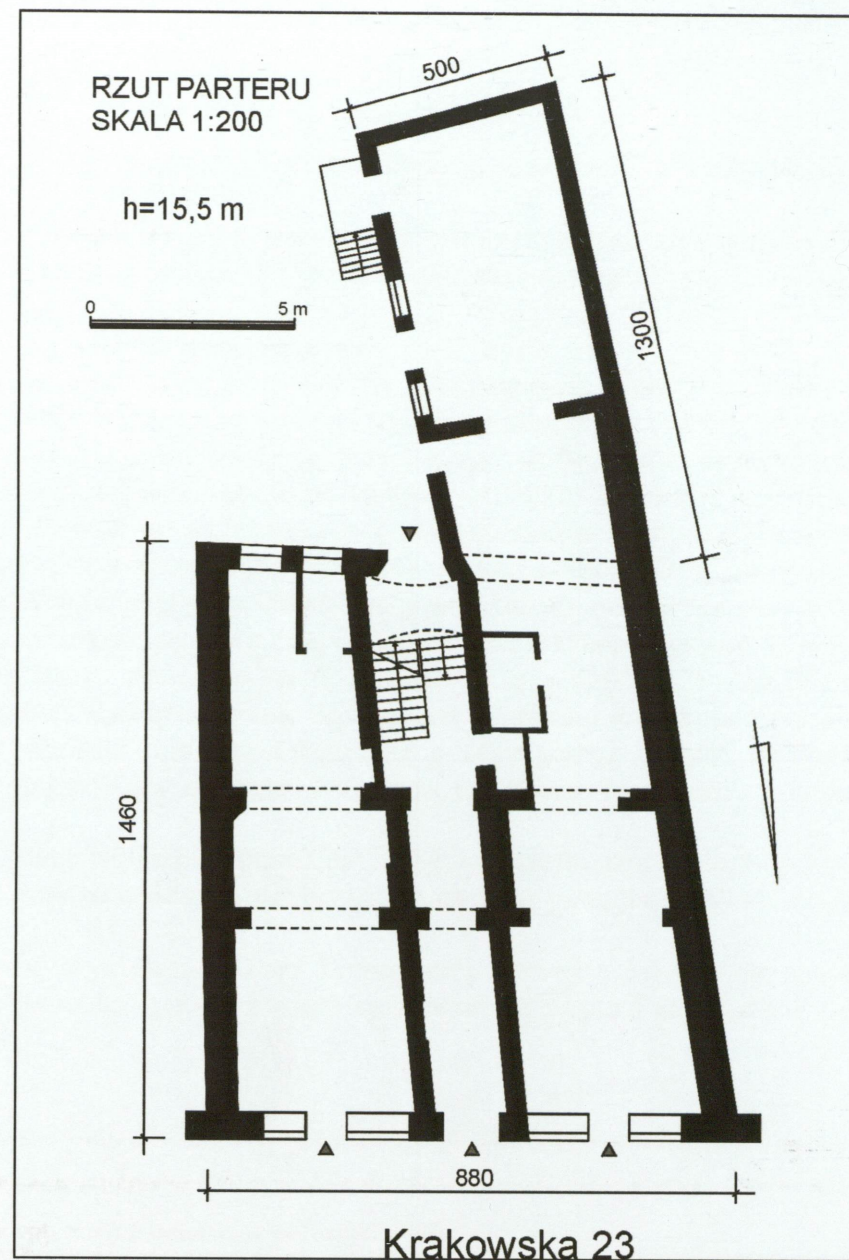 RZUT PARTERU
SKALA 1:200
h=15,5 m
0 5 m
500
1300
1460
880
Krakowska 23